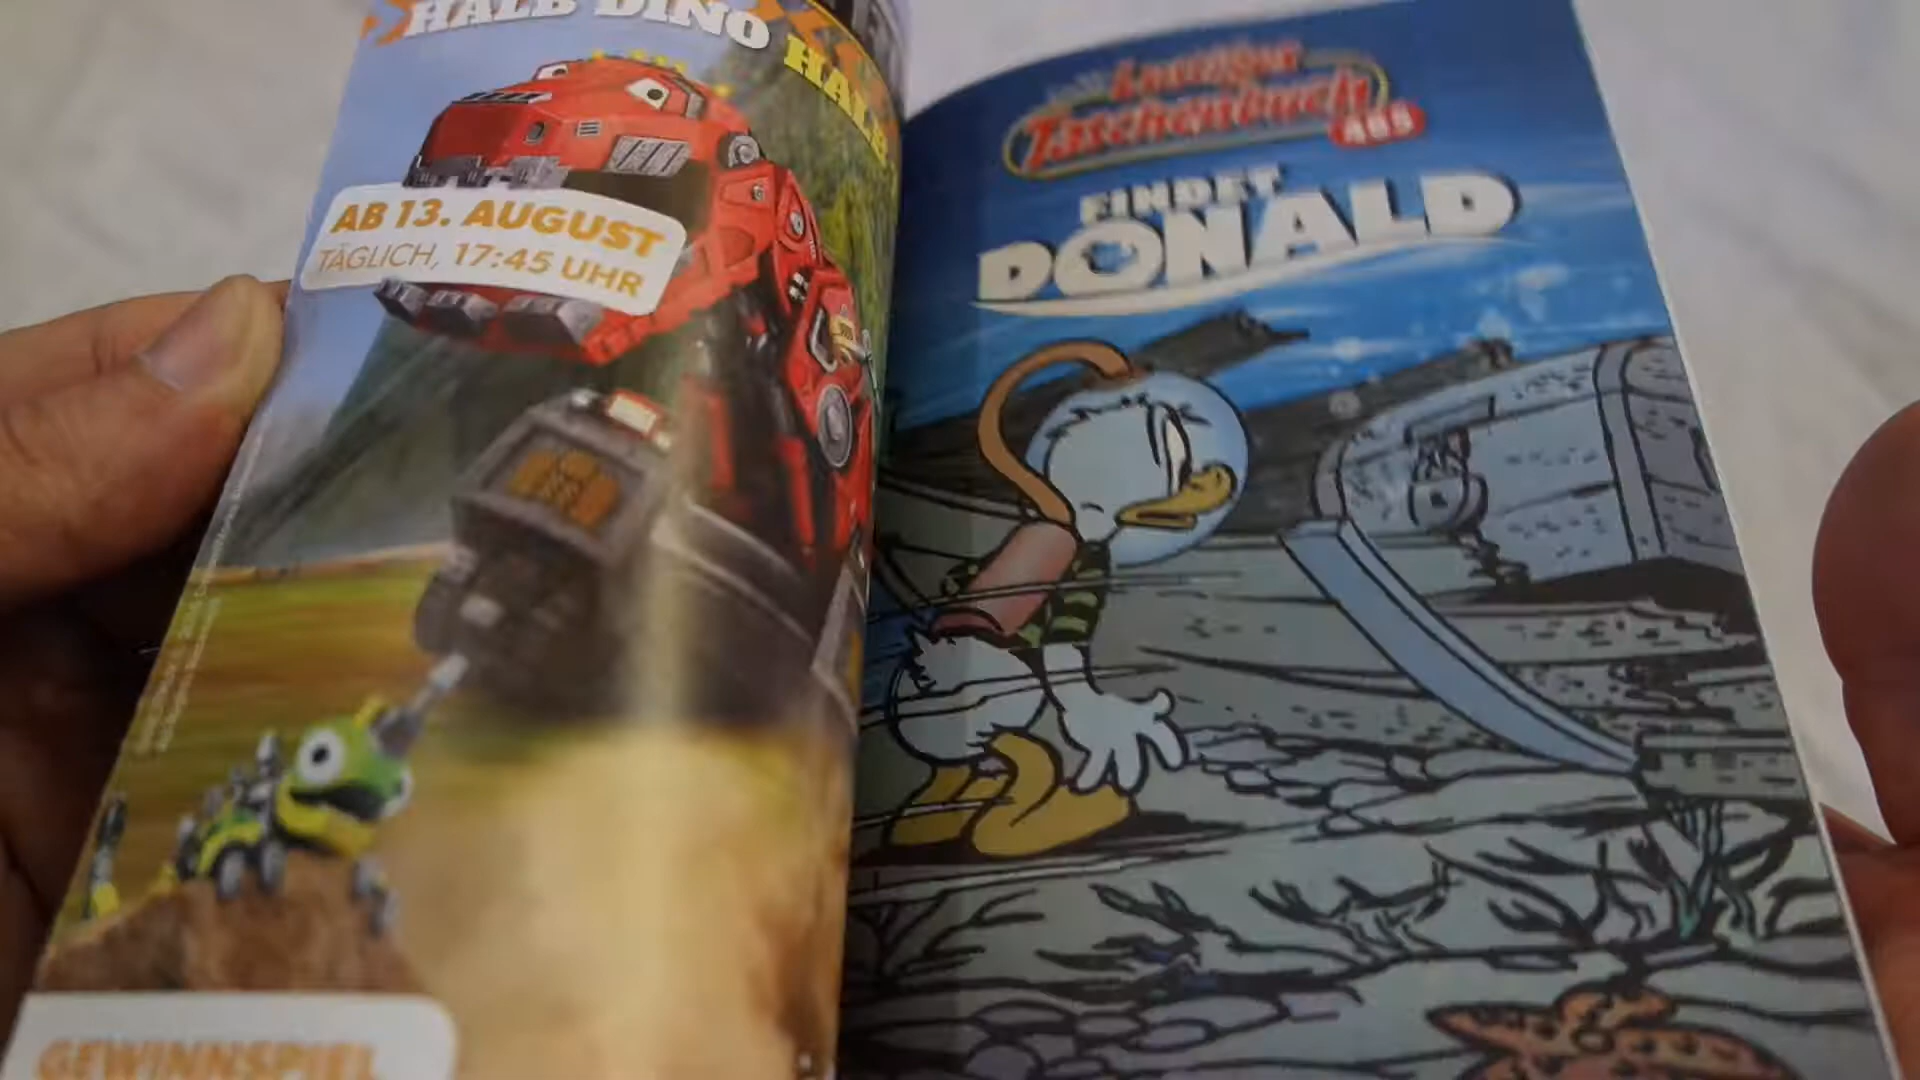 HALB DINO
HALB
AB 13. AUGUST
TÄGLICH, 17:45 UHR
GEWINNSPIEL
Lustiges
Taschenbuch
485
FINDET
DONALD